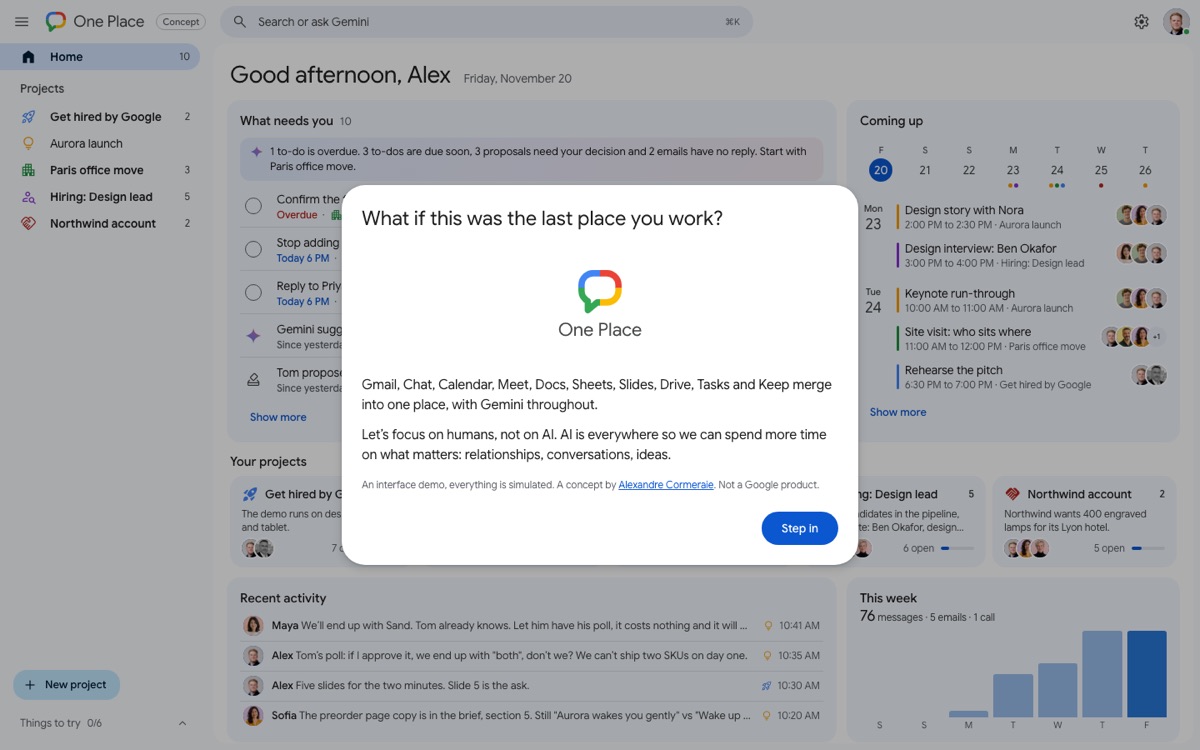 One Place
Concept
Search or ask Gemini
⌘K
Home 10
Projects
Get hired by Google 2
Aurora launch
Paris office move 3
Hiring: Design lead 5
Northwind account 2
New project
Things to try 0/6
Good afternoon, Alex Friday, November 20
What needs you 10
1 to-do is overdue. 3 to-dos are due soon, 3 proposals need your decision and 2 emails have no reply. Start with
Paris office move.
Confirm the
Overdue ·
Stop adding
Today 6 PM ·
Reply to Priy
Today 6 PM ·
Gemini sugg
Since yesterda
Tom propose
Since yesterda
Show more
Coming up
F S S M T W T
20 21 22 23 24 25 26
Mon
23
Design story with Nora
2:00 PM to 2:30 PM · Aurora launch
Design interview: Ben Okafor
3:00 PM to 4:00 PM · Hiring: Design lead
Tue
24
Keynote run-through
10:00 AM to 11:00 AM · Aurora launch
Site visit: who sits where
11:00 AM to 12:00 PM · Paris office move
+1
Rehearse the pitch
6:30 PM to 7:00 PM · Get hired by Google
Show more
What if this was the last place you work?
One Place
Gmail, Chat, Calendar, Meet, Docs, Sheets, Slides, Drive, Tasks and Keep merge
into one place, with Gemini throughout.
Let's focus on humans, not on AI. AI is everywhere so we can spend more time
on what matters: relationships, conversations, ideas.
An interface demo, everything is simulated. A concept by Alexandre Cormeraie. Not a Google product.
Step in
Your projects
Get hired by G
The demo runs on des
and tablet.
7 o
ng: Design lead 5
ndidates in the pipeline,
te: Ben Okafor, design...
6 open
Northwind account 2
Northwind wants 400 engraved
lamps for its Lyon hotel.
5 open
Recent activity
Maya We'll end up with Sand. Tom already knows. Let him have his poll, it costs nothing and it will ... 10:41 AM
Alex Tom's poll: if I approve it, we end up with "both", don't we? We can't ship two SKUs on day one. 10:35 AM
Alex Five slides for the two minutes. Slide 5 is the ask. 10:30 AM
Sofia The preorder page copy is in the brief, section 5. Still "Aurora wakes you gently" vs "Wake up ... 10:20 AM
This week
76 messages · 5 emails · 1 call
S S M T W T F